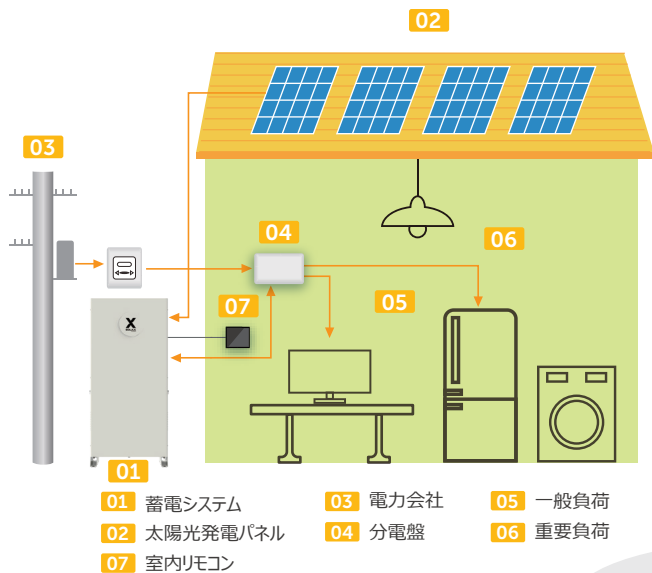 02
03
04
06
05
07
X
01
01 蓄電システム
03 電力会社
05 一般負荷
02 太陽光発電パネル
04 分電盤
06 重要負荷
07 室内リモコン